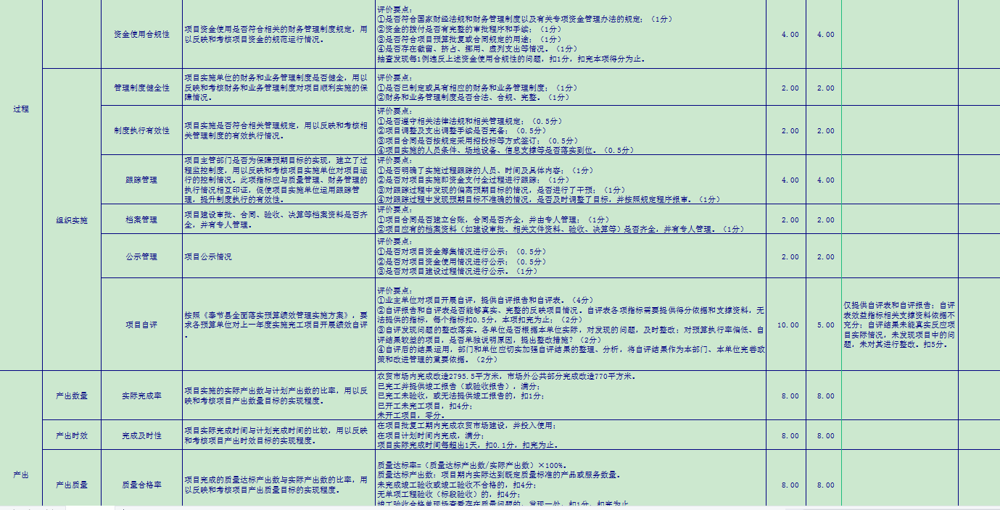 过程
资金使用合规性
项目资金使用是否符合相关的财务管理制度规定，用
以反映和考核项目资金的规范运行情况。
评价要点：
①是否符合国家财经法规和财务管理制度以及有关专项资金管理办法的规定；（1分）
②资金的拨付是否有完整的审批程序和手续；（1分）
③是否符合项目预算批复或合同规定的用途；（1分）
④是否存在截留、挤占、挪用、虚列支出等情况。（1分）
抽查发现每1例违反上述资金使用合规性的问题，扣1分，扣完本项得分为止。
4.00
4.00
组织实施
管理制度健全性
项目实施单位的财务和业务管理制度是否健全，用以
反映和考核财务和业务管理制度对项目顺利实施的保
障情况。
评价要点：
①是否已制定或具有相应的财务和业务管理制度；（1分）
②财务和业务管理制度是否合法、合规、完整。（1分）
2.00
2.00
制度执行有效性
项目实施是否符合相关管理规定，用以反映和考核相
关管理制度的有效执行情况。
评价要点：
①是否遵守相关法律法规和相关管理规定；（0.5分）
②项目调整及支出调整手续是否完备；（0.5分）
③项目合同是否按规定采用招投标等方式签订；（0.5分）
④项目实施的人员条件、场地设备、信息支撑等是否落实到位。（0.5分）
2.00
2.00
跟踪管理
项目主管部门是否为保障预期目标的实现，建立了过
程监控制度，用以反映和考核项目实施单位对项目运
行的控制情况。此项指标应与质量管理、财务管理的
执行情况相互印证，促使项目实施单位运用跟踪管
理，提升制度执行的有效性。
评价要点：
①是否明确了实施过程跟踪的人员、时间及具体内容；（1分）
②是否对项目实施即资金支付全过程进行跟踪；（1分）
③对跟踪过程中发现的偏离预期目标的情况，是否进行了干预；（1分）
④对跟踪过程中发现预期目标不准确的情况，是否及时调整了目标，并按照规定程序报审。（1分）
4.00
4.00
档案管理
项目建设审批、合同、验收、决算等档案资料是否齐
全，并有专人管理。
评价要点：
①项目合同是否建立台账，合同是否齐全，并由专人管理；（1分）
②项目应有的档案资料（如建设审批、相关文件资料、验收、决算等）是否齐全，并有专人管理。（1分）
2.00
2.00
公示管理
项目公示情况
评价要点：
①是否对项目资金筹集情况进行公示；（0.5分）
②是否对项目资金使用情况进行公示；（0.5分）
③是否对项目建设过程情况进行公示。（1分）
2.00
2.00
项目自评
按照《奉节县全面落实预算绩效管理实施方案》，要
求各预算单位对上一年度实施完工项目开展绩效自评
。
评价要点：
①业主单位对项目开展自评，提供自评报告和自评表。（4分）
②自评报告和自评表是否能够真实、完整的反映项目情况。自评表各项指标需要提供得分依据和支撑资料，无
法提供的指标，每个指标扣0.5分，本项扣完为止；（2分）
③自评发现问题的整改落实。各单位是否根据本单位实际，对发现的问题，及时整改；对预算执行率偏低、自
评结果较差的项目，是否单独说明原因，提出整改措施？（2分）
④自评后的结果运用，部门和单位应切实加强自评结果的整理、分析，将自评结果作为本部门、本单位完善政
策和改进管理的重要依据。（2分）
10.00
5.00
仅提供自评表和自评报告；自评
表效益指标相关支撑资料依据不
充分；自评结果未能真实反应项
目实际情况，未发现项目中的问
题，未对其进行整改。扣5分。
产出
产出数量
实际完成率
项目实施的实际产出数与计划产出数的比率，用以反
映和考核项目产出数量目标的实现程度。
农贸市场内完成改造2795.5平方米，市场外公共部分完成改造770平方米。
已完工并提供竣工报告（或验收报告），满分；
已完工未验收，或无法提供竣工报告的，扣1分；
已开工未完工项目，扣4分；
未开工项目，零分。
8.00
8.00
产出时效
完成及时性
项目实际完成时间与计划完成时间的比较，用以反映
和考核项目产出时效目标的实现程度。
在项目批复工期内完成农贸市场建设，并投入使用；
在项目计划时间内完成，满分；
项目实际完成时间每超出1天，扣0.1分，扣完为止。
8.00
8.00
产出质量
质量合格率
项目完成的质量达标产出数与实际产出数的比率，用
以反映和考核项目产出质量目标的实现程度。
质量达标率=（质量达标产出数/实际产出数）×100%。
质量达标产出数：项目期内实际达到既定质量标准的产品或服务数量。
未完成竣工验收或竣工验收不合格的，扣4分；
无单项工程验收（标段验收）的，扣4分；
竣工验收合格单现场查看存在质量问题的，发现一处，扣1分，扣完为止
8.00
8.00